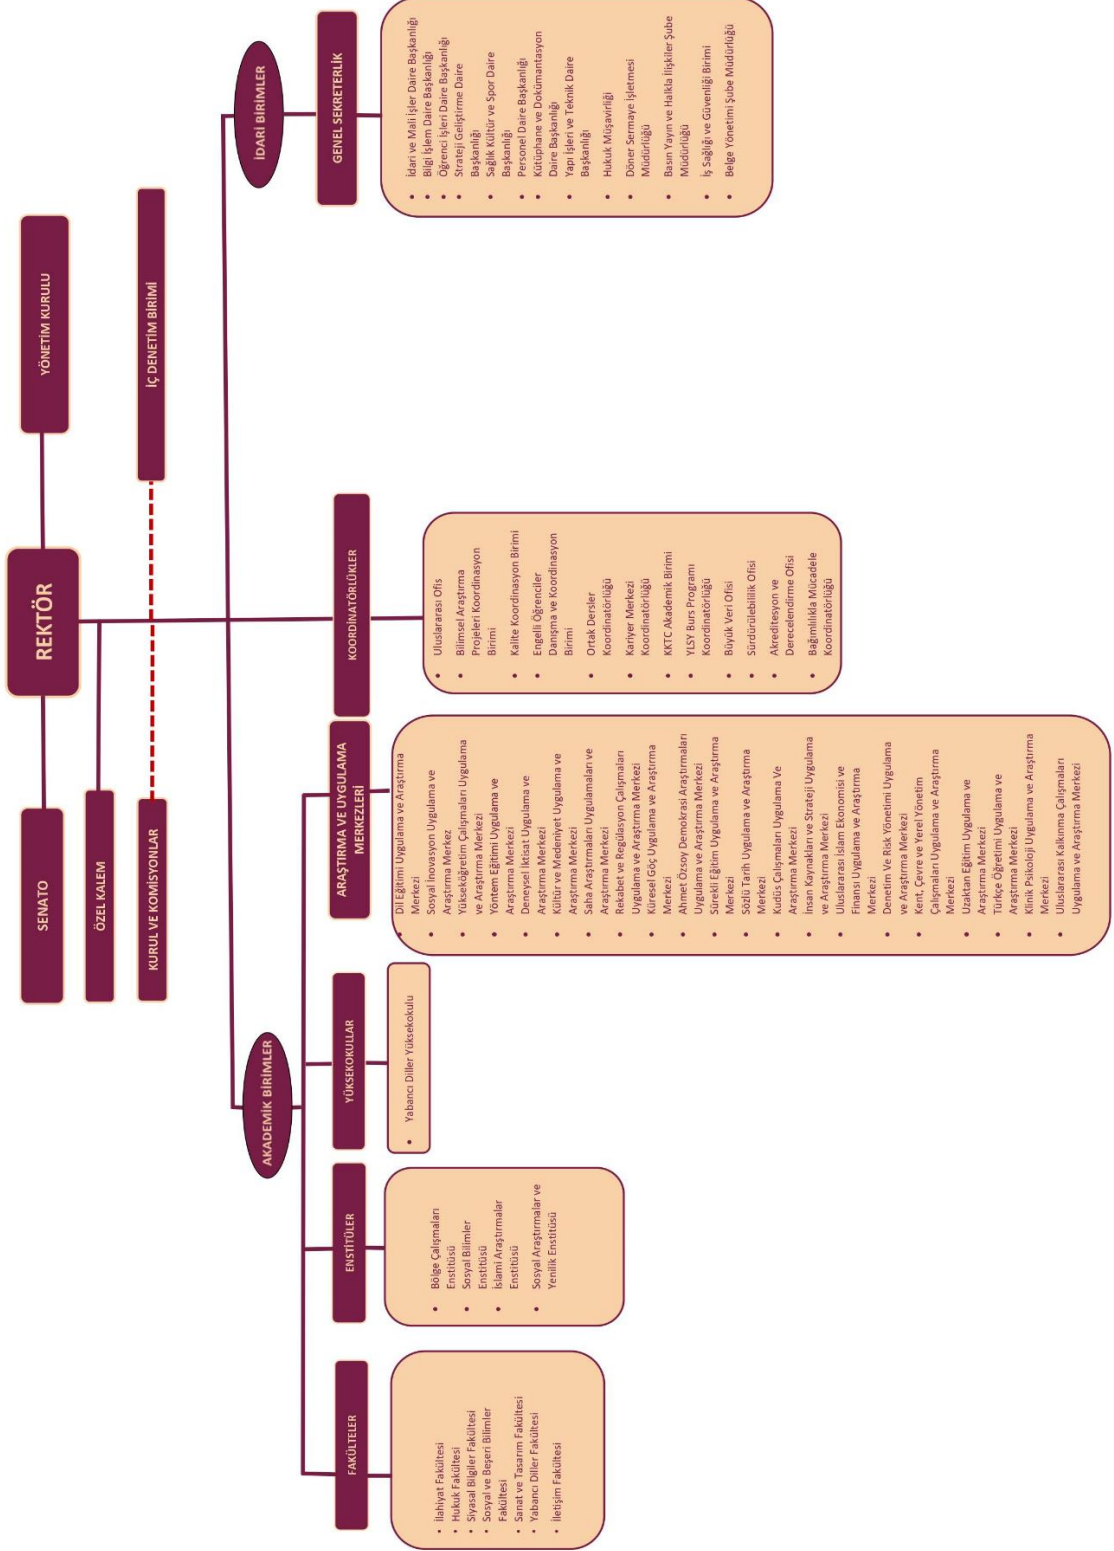 REKTÖR
SENATO
YÖNETİM KURULU
ÖZEL KALEM
KURUL VE KOMİSYONLAR
İÇ DENETİM BİRİMİ
AKADEMİK BİRİMLER
İDARİ BİRİMLER
FAKÜLTELER
• İlahiyat Fakültesi
• Hukuk Fakültesi
• Siyasal Bilgiler Fakültesi
• Sosyal ve Beşeri Bilimler
Fakültesi
• Sanat ve Tasarım Fakültesi
• Yabancı Diller Fakültesi
• İletişim Fakültesi
ENSTİTÜLER
• Bölge Çalışmaları
Enstitüsü
• Sosyal Bilimler
Enstitüsü
• İslami Araştırmalar
Enstitüsü
• Sosyal Araştırmalar ve
Yenilik Enstitüsü
YÜKSEKOKULLAR
• Yabancı Diller Yüksekokulu
ARAŞTIRMA VE UYGULAMA
MERKEZLERİ
• Dil Eğitimi Uygulama ve Araştırma
Merkezi
• Sosyal İnovasyon Uygulama ve
Araştırma Merkez
• Yükseköğretim Çalışmaları Uygulama
ve Araştırma Merkezi
• Yöntem Eğitimi Uygulama ve
Araştırma Merkezi
• Deneysel İktisat Uygulama ve
Araştırma Merkezi
• Kültür ve Medeniyet Uygulama ve
Araştırma Merkezi
• Saha Araştırmaları Uygulamaları ve
Araştırma Merkezi
• Rekabet ve Regülasyon Çalışmaları
Uygulama ve Araştırma Merkezi
• Küresel Göç Uygulama ve Araştırma
Merkezi
• Ahmet Özsoy Demokrasi Araştırmaları
Uygulama ve Araştırma Merkezi
• Sürekli Eğitim Uygulama ve Araştırma
Merkezi
• Sözlü Tarih Uygulama ve Araştırma
Merkezi
• Kudüs Çalışmaları Uygulama Ve
Araştırma Merkezi
• İnsan Kaynakları ve Strateji Uygulama
ve Araştırma Merkezi
• Uluslararası İslam Ekonomisi ve
Finansı Uygulama ve Araştırma
Merkezi
• Denetim Ve Risk Yönetimi Uygulama
ve Araştırma Merkezi
• Kent, Çevre ve Yerel Yönetim
Çalışmaları Uygulama ve Araştırma
Merkezi
• Uzaktan Eğitim Uygulama ve
Araştırma Merkezi
• Türkçe Öğretimi Uygulama ve
Araştırma Merkezi
• Klinik Psikoloji Uygulama ve Araştırma
Merkezi
• Uluslararası Kalkınma Çalışmaları
Uygulama ve Araştırma Merkezi
KOORDİNATÖRLÜKLER
• Uluslararası Ofis
• Bilimsel Araştırma
Projeleri Koordinasyon
Birimi
• Kalite Koordinasyon Birimi
• Engelli Öğrenciler
Danışma ve Koordinasyon
Birimi
• Ortak Dersler
Koordinatörlüğü
• Kariyer Merkezi
Koordinatörlüğü
• KKTC Akademik Birimi
• YLSY Burs Programı
Koordinatörlüğü
• Büyük Veri Ofisi
• Sürdürülebilirlik Ofisi
• Akreditesyon ve
Derecelendirme Ofisi
• Bağımlılıkla Mücadele
Koordinatörlüğü
GENEL SEKRETERLİK
• İdari ve Mali İşler Daire Başkanlığı
• Bilgi İşlem Daire Başkanlığı
• Öğrenci İşleri Daire Başkanlığı
• Strateji Geliştirme Daire
Başkanlığı
• Sağlık Kültür ve Spor Daire
Başkanlığı
• Personel Daire Başkanlığı
• Kütüphane ve Dokümantasyon
Daire Başkanlığı
• Yapı İşleri ve Teknik Daire
Başkanlığı
• Hukuk Müşavirliği
• Döner Sermaye İşletmesi
Müdürlüğü
• Basın Yayın ve Halkla İlişkiler Şube
Müdürlüğü
• İş Sağlığı ve Güvenliği Birimi
• Belge Yönetimi Şube Müdürlüğü